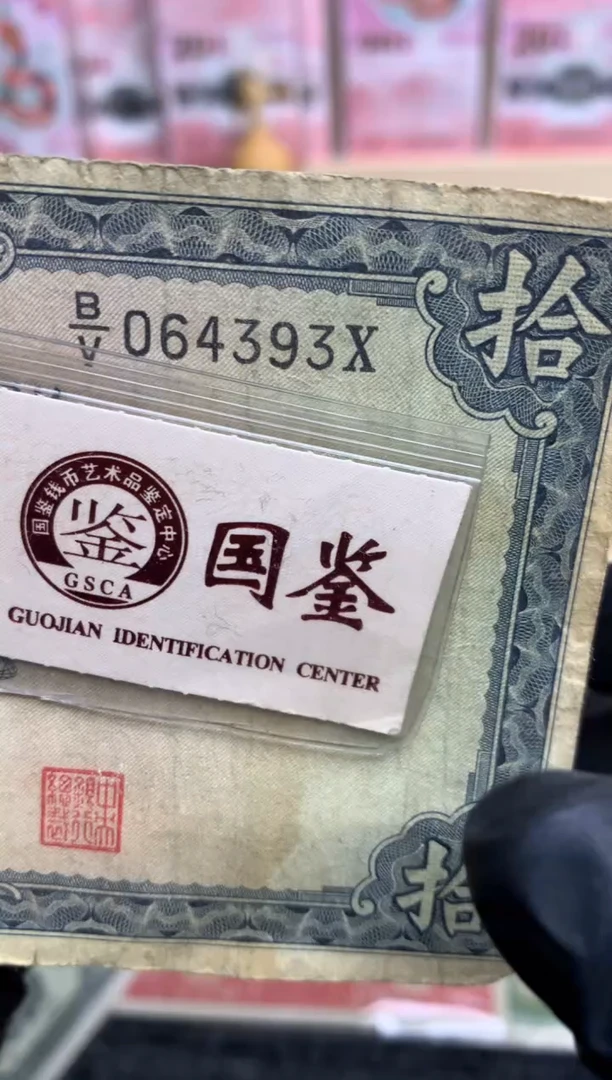 拾
B/V 064393X
国鉴钱币艺术品鉴定中心
鉴
GSCA
国鉴
GUOJIAN IDENTIFICATION CENTER
拾